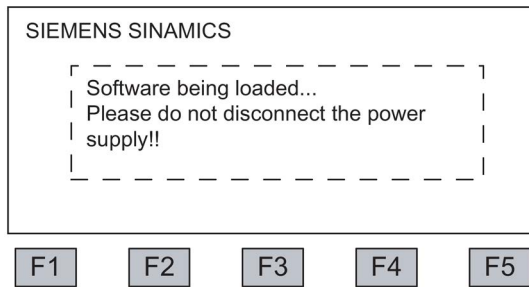 SIEMENS SINAMICS
Software being loaded...
Please do not disconnect the power
supply!!
F1 F2 F3 F4 F5